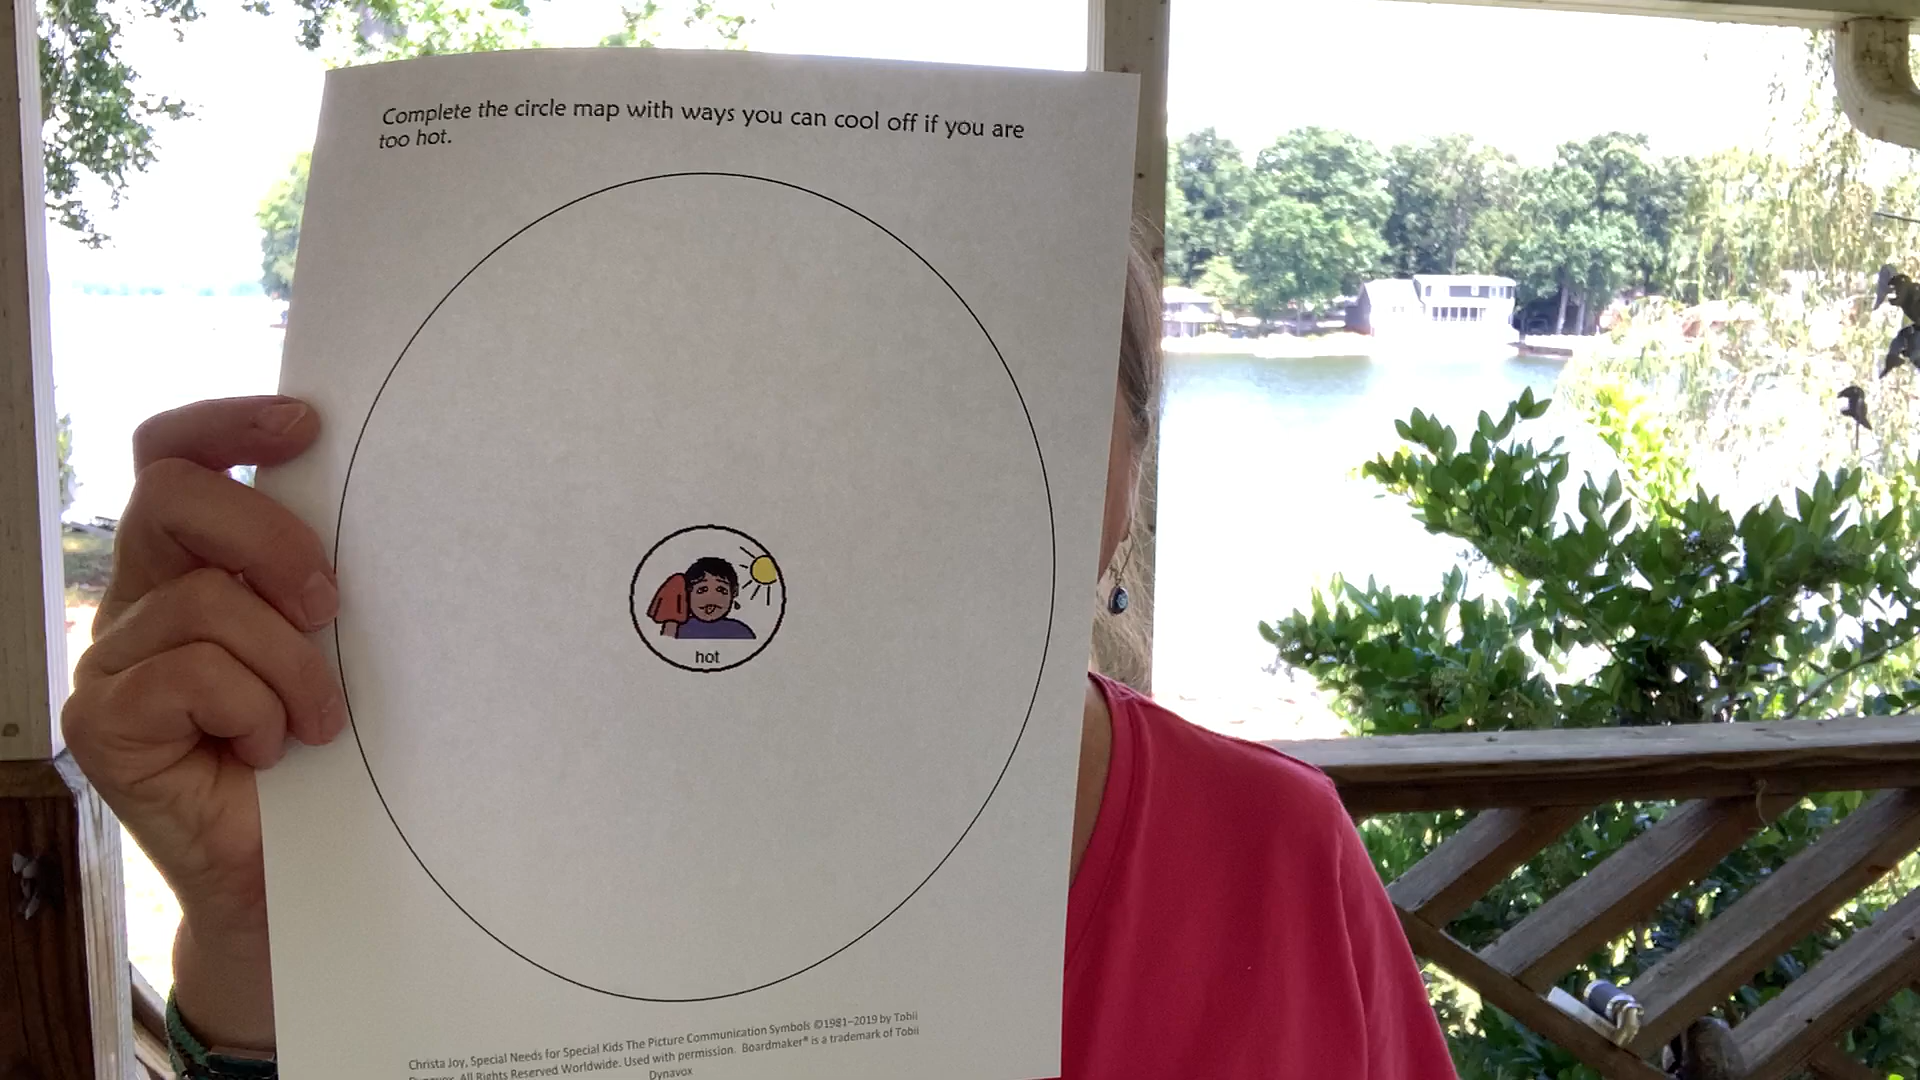 Complete the circle map with ways you can cool off if you are
too hot.
hot
Christa Joy, Special Needs for Special Kids The Picture Communication Symbols ©1981–2019 by Tobii
All Rights Reserved Worldwide. Used with permission. Boardmaker® is a trademark of Tobii
Dynavox